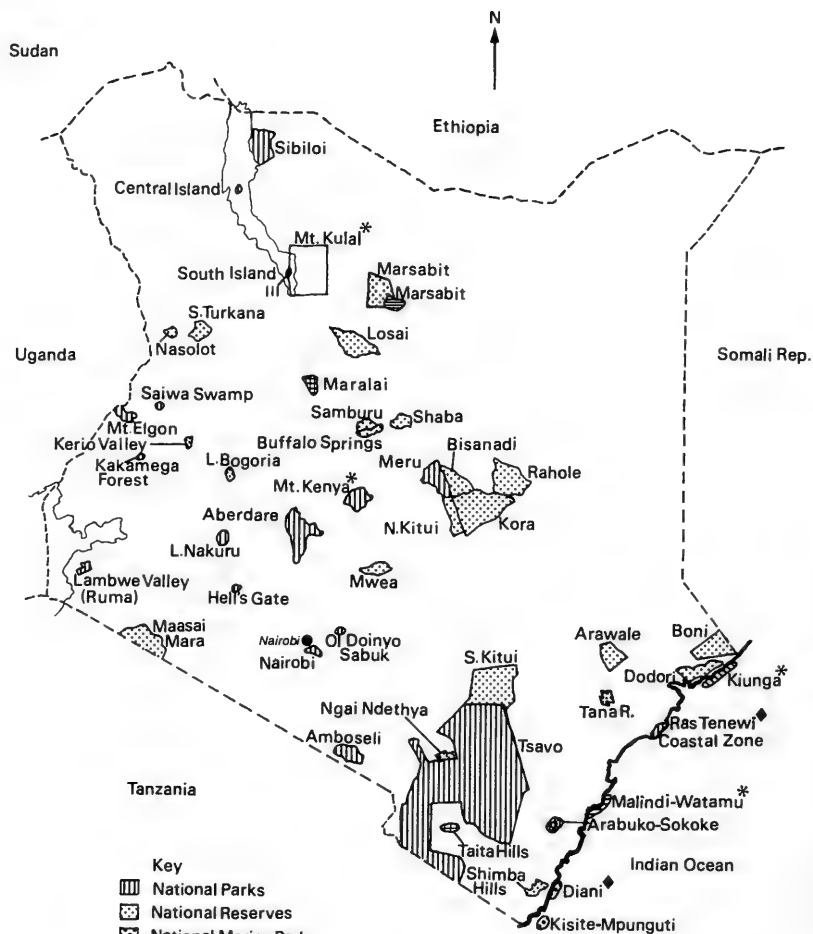 N
Sudan
Ethiopia
Sibiloi
Central Island
Mt. Kulal*
South Island
Marsabit
Marsabit
S.Turkana
Losai
Nasolot
Uganda
Somali Rep.
Maralai
Saiwa Swamp
Samburu
Shaba
Mt. Elgon
Kerio Valley
Buffalo Springs
Bisanadi
Kakamega
Forest
L.Bogoria
Meru
Rahole
Mt. Kenya*
Aberdare
N.Kitui
Kora
L.Nakuru
Mwea
Lambwe Valley
(Ruma)
Hell's Gate
Maasai
Mara
Nairobi
Ol Doinyo
Sabuk
Nairobi
Arawale
Boni
S.Kitui
Dodori
Kiunga*
Ngai Ndethya
Tana R.
Ras Tenewi
Coastal Zone
Amboseli
Tsavo
Tanzania
Malindi-Watamu*
Arabuko-Sokoke
Taita Hills
Indian Ocean
Shimba
Hills
Diani
Kisite-Mpunguti
Key
National Parks
National Reserves